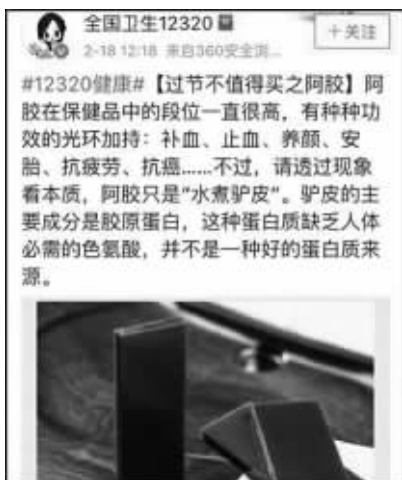 全国卫生12320
+关注
2-18 12:18 来自360安全浏...
#12320健康#【过节不值得买之阿胶】阿
胶在保健品中的段位一直很高，有种种功
效的光环加持：补血、止血、养颜、安
胎、抗疲劳、抗癌……不过，请透过现象
看本质，阿胶只是“水煮驴皮”。驴皮的主
要成分是胶原蛋白，这种蛋白质缺乏人体
必需的色氨酸，并不是一种好的蛋白质来
源。